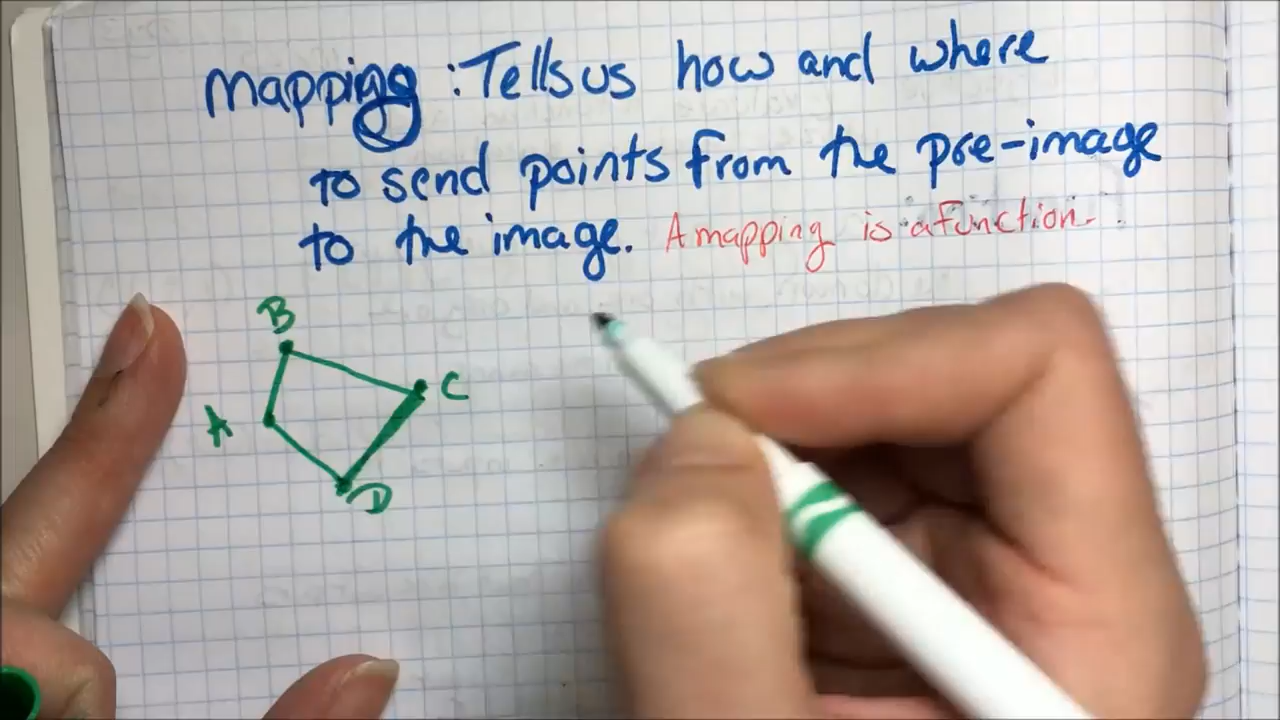 mapping : Tells us how and where
to send points from the pre-image
to the image. A mapping is a function.
B
C
A
D